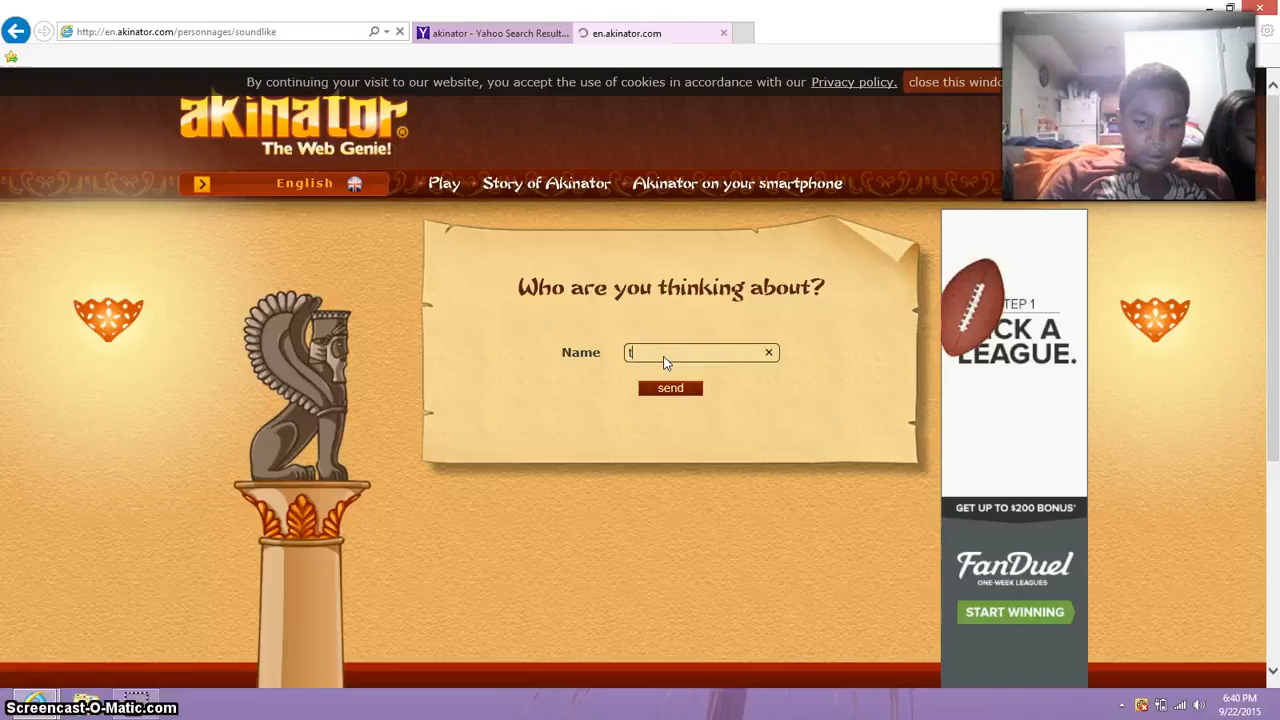 http://en.akinator.com/personnages/soundlike
akinator - Yahoo Search Result...
en.akinator.com
By continuing your visit to our website, you accept the use of cookies in accordance with our Privacy policy.
close this windo
akinator®
The Web Genie!
English
Play
Story of Akinator
Akinator on your smartphone
Who are you thinking about?
Name
t
send
TEP 1
CK A
LEAGUE.
GET UP TO $200 BONUS*
FanDuel
ONE-WEEK LEAGUES
START WINNING
Screencast-O-Matic.com
6:40 PM
9/22/2015